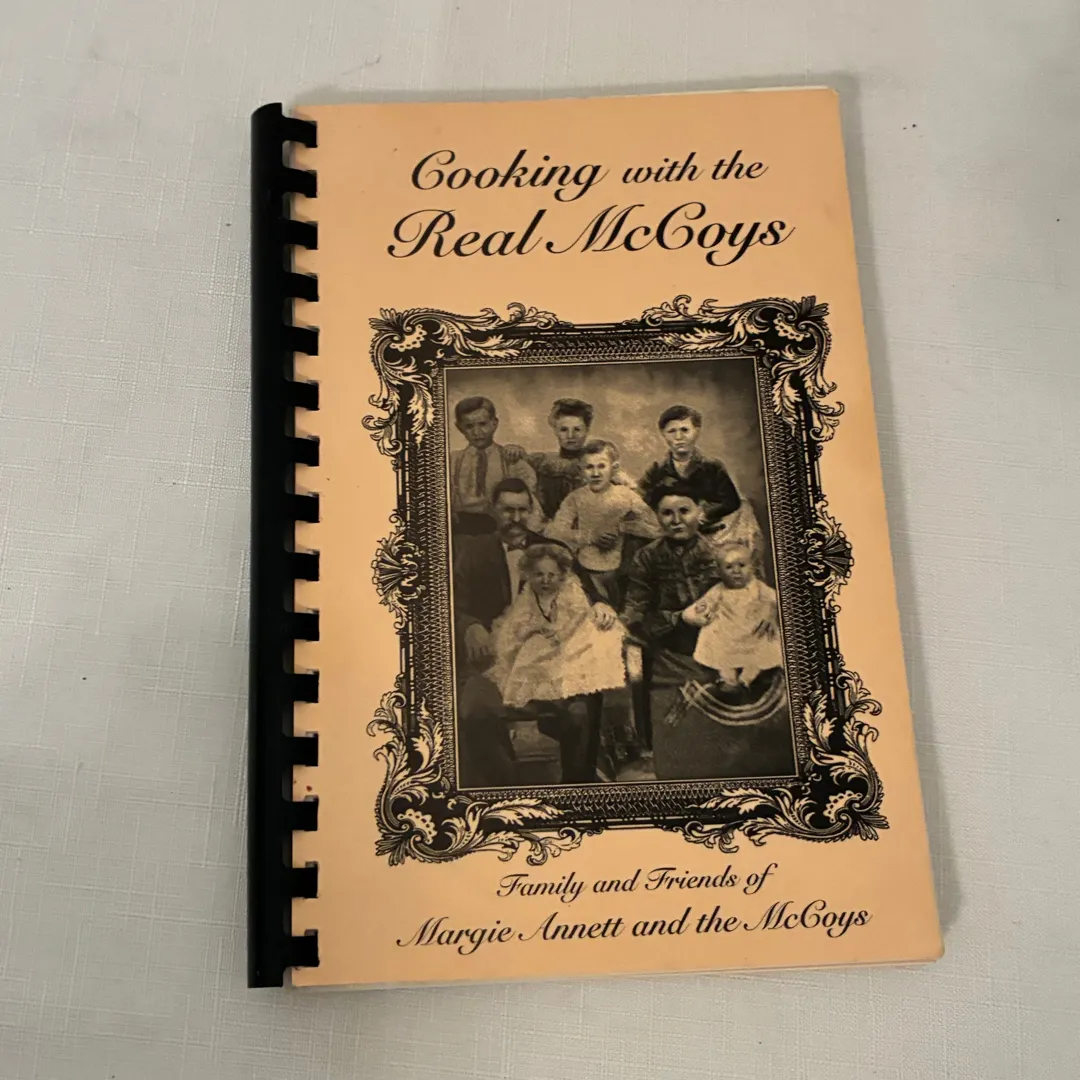 Cooking with the
Real McCoys
Family and Friends of
Margie Annett and the McCoys